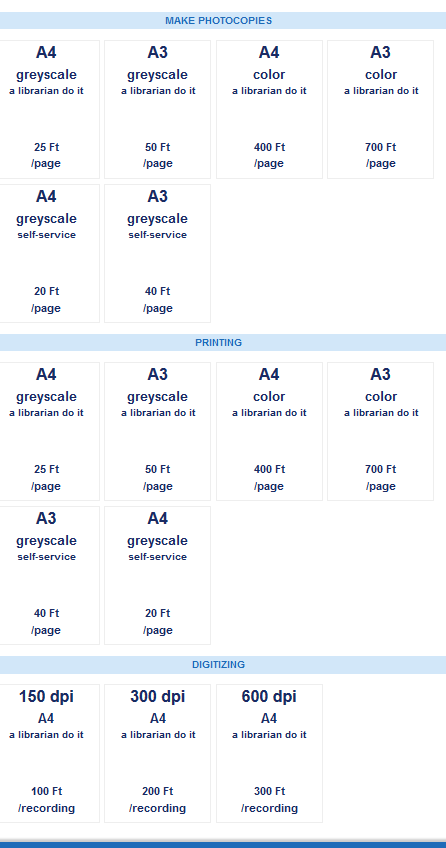 MAKE PHOTOCOPIES
A4
greyscale
a librarian do it
25 Ft
/page
A3
greyscale
a librarian do it
50 Ft
/page
A4
color
a librarian do it
400 Ft
/page
A3
color
a librarian do it
700 Ft
/page
A4
greyscale
self-service
20 Ft
/page
A3
greyscale
self-service
40 Ft
/page
PRINTING
A4
greyscale
a librarian do it
25 Ft
/page
A3
greyscale
a librarian do it
50 Ft
/page
A4
color
a librarian do it
400 Ft
/page
A3
color
a librarian do it
700 Ft
/page
A3
greyscale
self-service
40 Ft
/page
A4
greyscale
self-service
20 Ft
/page
DIGITIZING
150 dpi
A4
a librarian do it
100 Ft
/recording
300 dpi
A4
a librarian do it
200 Ft
/recording
600 dpi
A4
a librarian do it
300 Ft
/recording